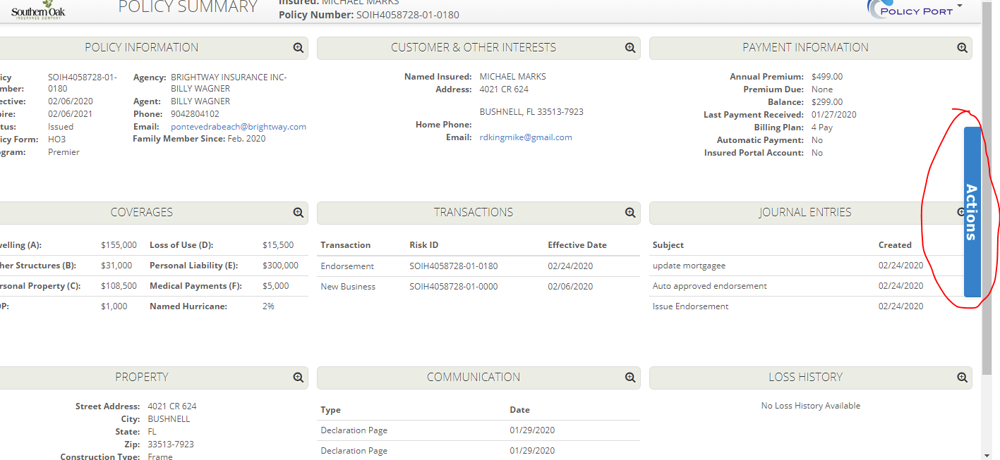 Southern Oak
INSURANCE COMPANY
POLICY SUMMARY
Insured: MICHAEL MARKS
Policy Number: SOIH4058728-01-0180
POLICY PORT
POLICY INFORMATION
icy
mber:
SOIH4058728-01-
0180
ective: 02/06/2020
ire: 02/06/2021
tus: Issued
icy Form: HO3
gram: Premier
Agency: BRIGHTWAY INSURANCE INC-
BILLY WAGNER
Agent: BILLY WAGNER
Phone: 9042804102
Email: pontevedrabeach@brightway.com
Family Member Since: Feb. 2020
CUSTOMER & OTHER INTERESTS
Named Insured: MICHAEL MARKS
Address: 4021 CR 624
BUSHNELL, FL 33513-7923
Home Phone:
Email: rdkingmike@gmail.com
PAYMENT INFORMATION
Annual Premium: $499.00
Premium Due: None
Balance: $299.00
Last Payment Received: 01/27/2020
Billing Plan: 4 Pay
Automatic Payment: No
Insured Portal Account: No
Actions
COVERAGES
welling (A): $155,000 Loss of Use (D): $15,500
her Structures (B): $31,000 Personal Liability (E): $300,000
rsonal Property (C): $108,500 Medical Payments (F): $5,000
OP: $1,000 Named Hurricane: 2%
TRANSACTIONS
Transaction Risk ID Effective Date
Endorsement SOIH4058728-01-0180 02/24/2020
New Business SOIH4058728-01-0000 02/06/2020
JOURNAL ENTRIES
Subject Created
update mortgagee 02/24/2020
Auto approved endorsement 02/24/2020
Issue Endorsement 02/24/2020
PROPERTY
Street Address: 4021 CR 624
City: BUSHNELL
State: FL
Zip: 33513-7923
Construction Type: Frame
COMMUNICATION
Type Date
Declaration Page 01/29/2020
Declaration Page 01/29/2020
LOSS HISTORY
No Loss History Available